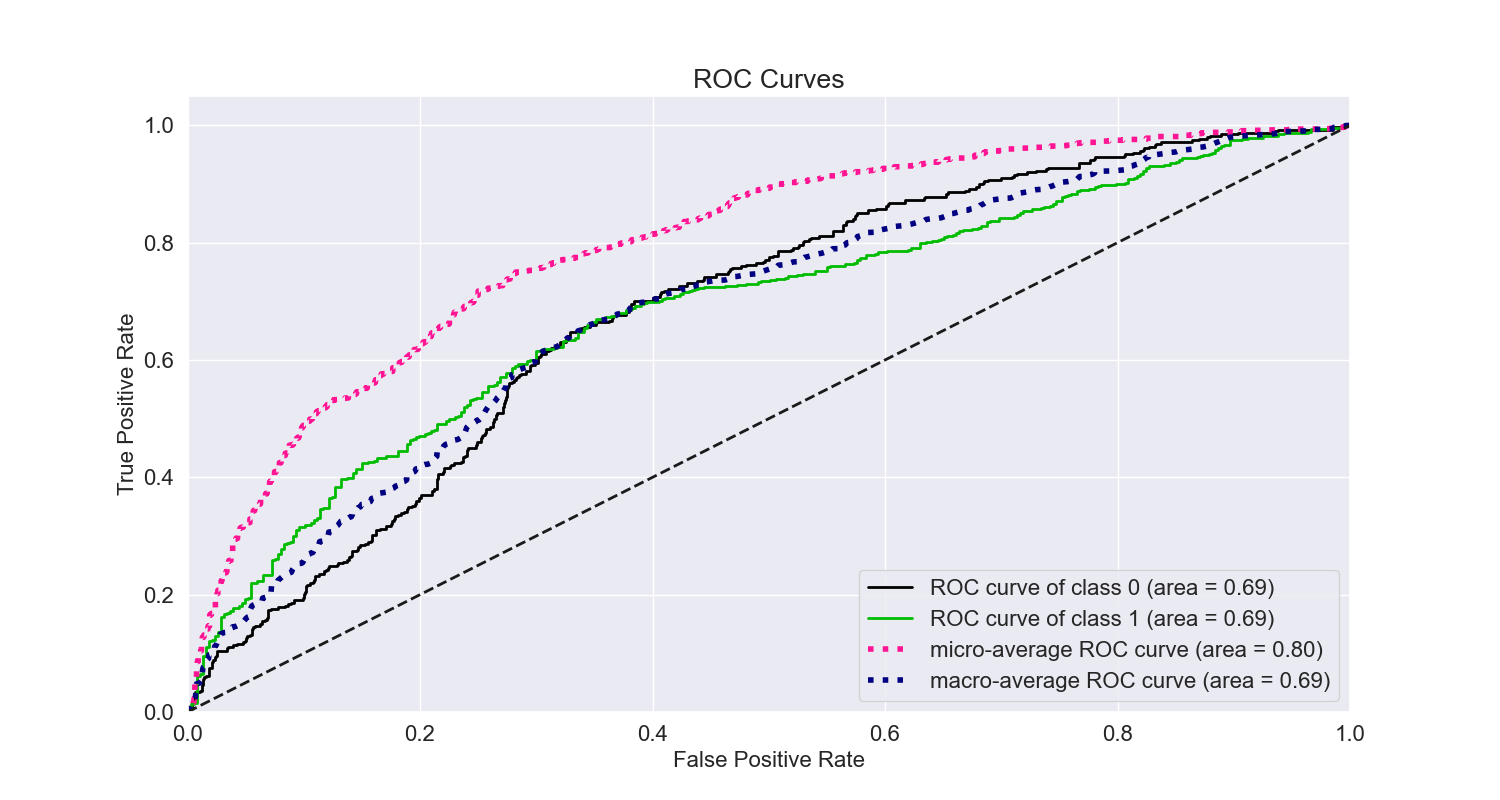 ROC Curves
True Positive Rate
1.0
0.8
0.6
0.4
0.2
0.0
ROC curve of class 0 (area = 0.69)
ROC curve of class 1 (area = 0.69)
micro-average ROC curve (area = 0.80)
macro-average ROC curve (area = 0.69)
0.0 0.2 0.4 0.6 0.8 1.0
False Positive Rate